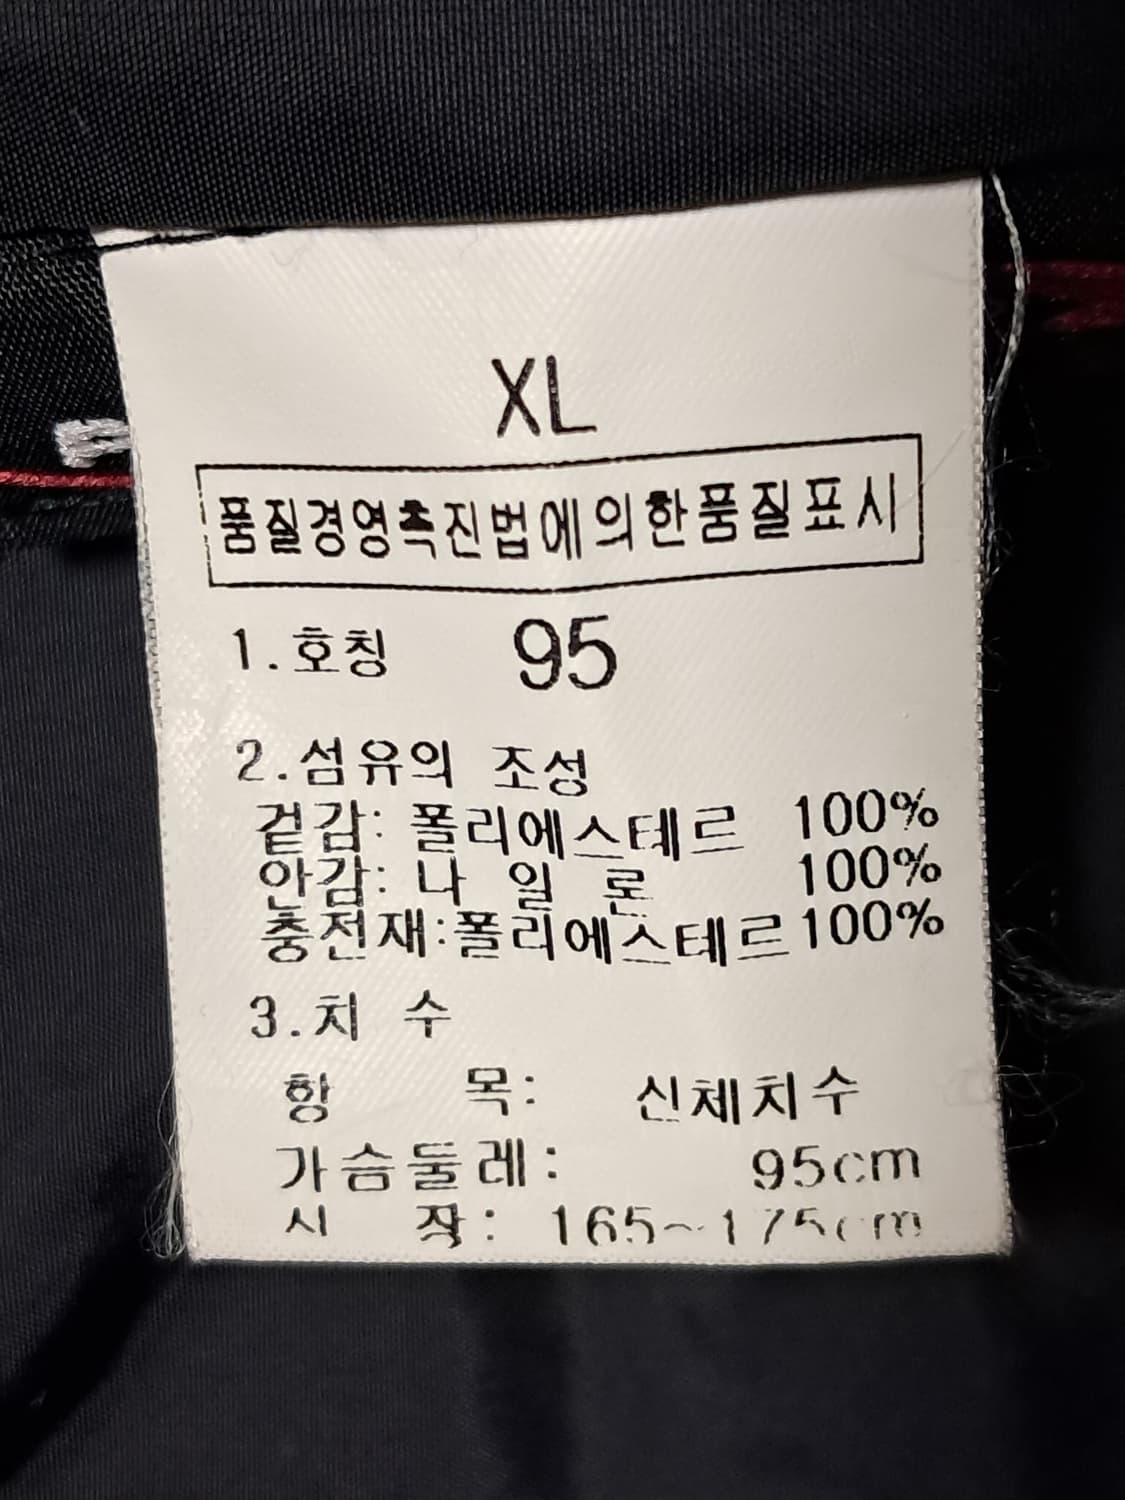 XL
품질경영촉진법에의한품질표시
1.호칭 95
2.섬유의 조성
겉감: 폴리에스테르 100%
안감: 나 일 론 100%
충전재:폴리에스테르100%
3.치 수
항 목: 신체치수
가슴둘레: 95cm
시 장: 165~175cm